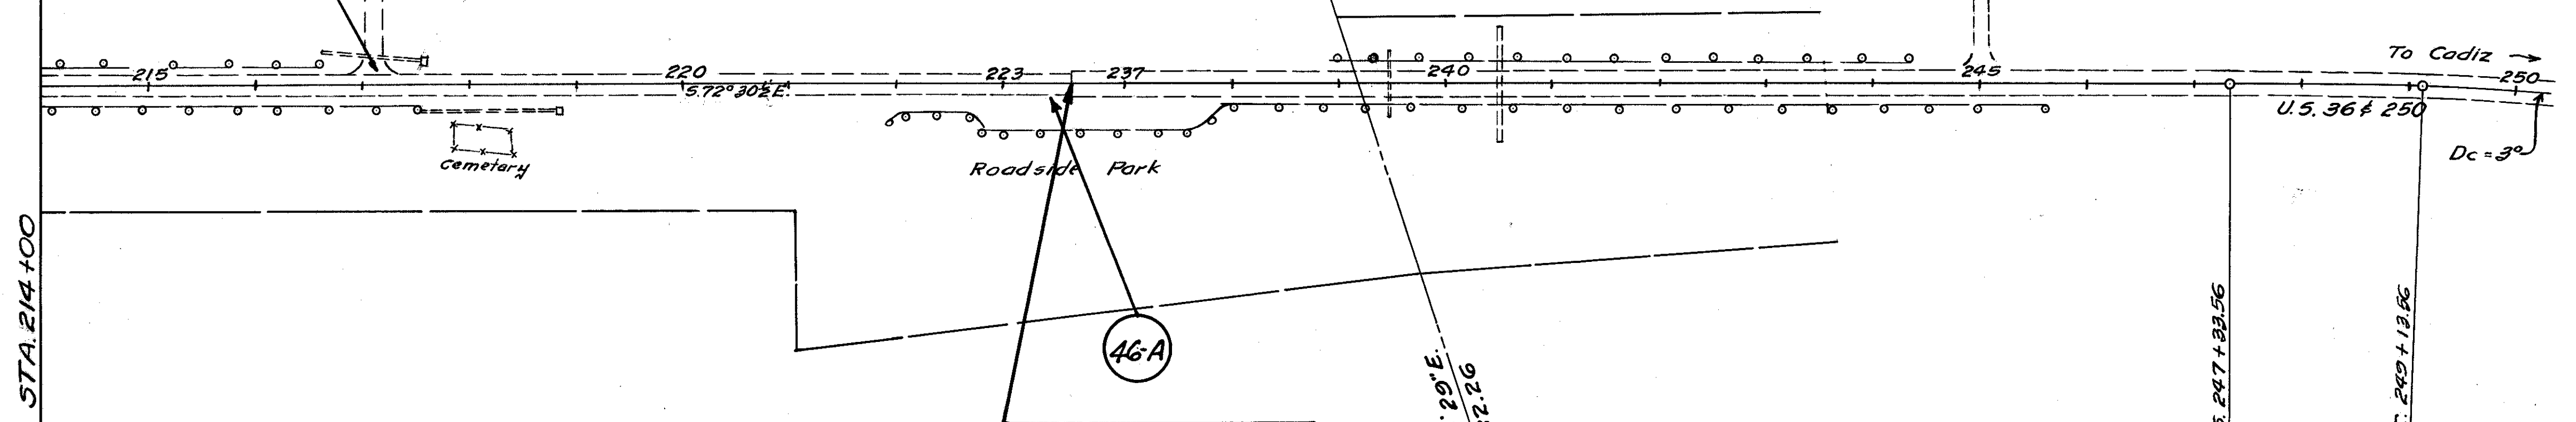 To Cadiz
215
220
223
237
240
245
250
S.72°30½'E.
U.S. 36 & 250
Dc = 3°
Cemetary
Roadside Park
STA. 214+00
46-A
29" E.
2.26
247+33.56
249+13.56